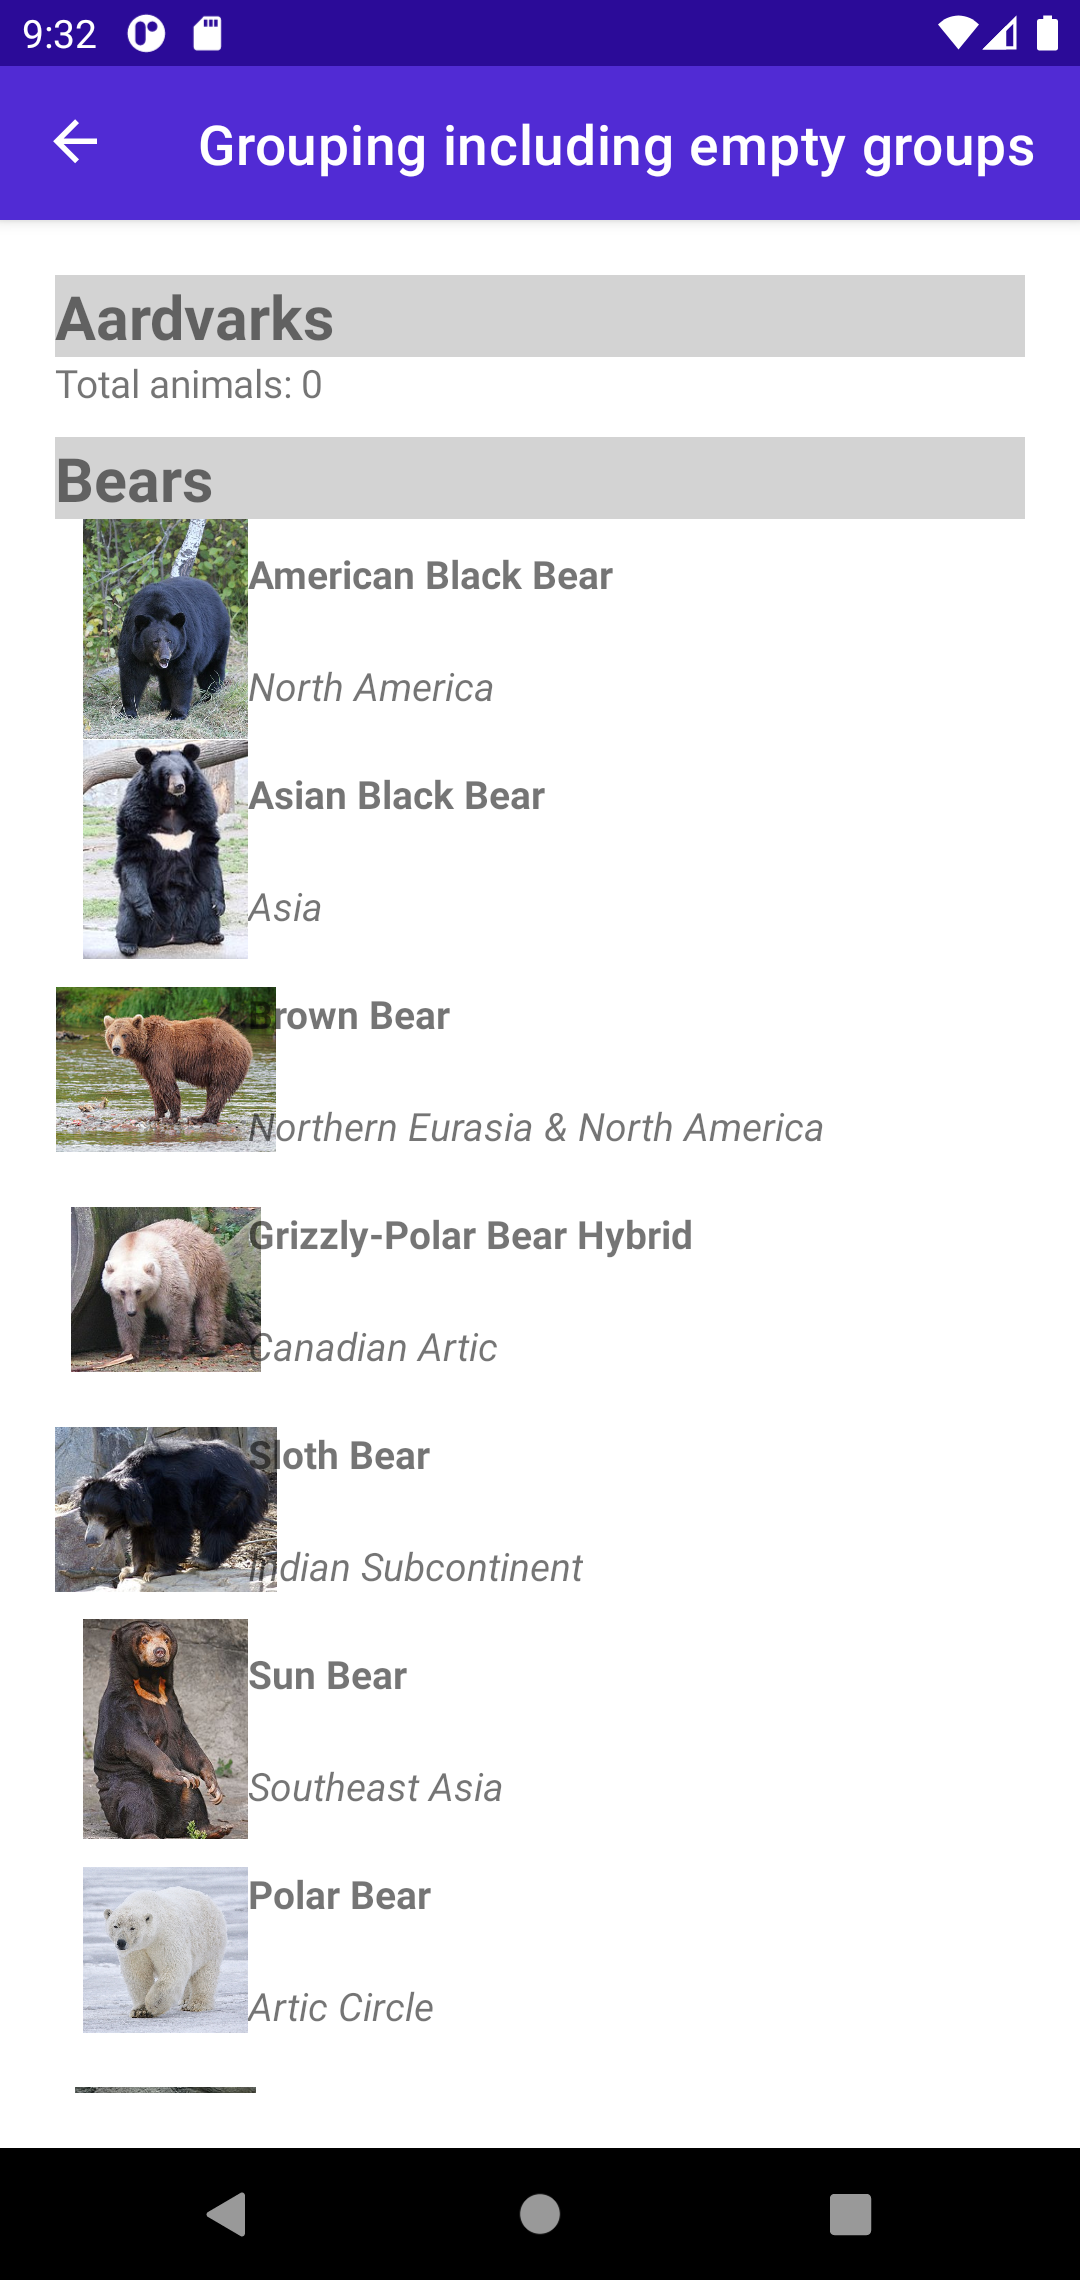 9:32
Grouping including empty groups
Aardvarks
Total animals: 0
Bears
American Black Bear
North America
Asian Black Bear
Asia
Brown Bear
Northern Eurasia & North America
Grizzly-Polar Bear Hybrid
Canadian Artic
Sloth Bear
Indian Subcontinent
Sun Bear
Southeast Asia
Polar Bear
Artic Circle